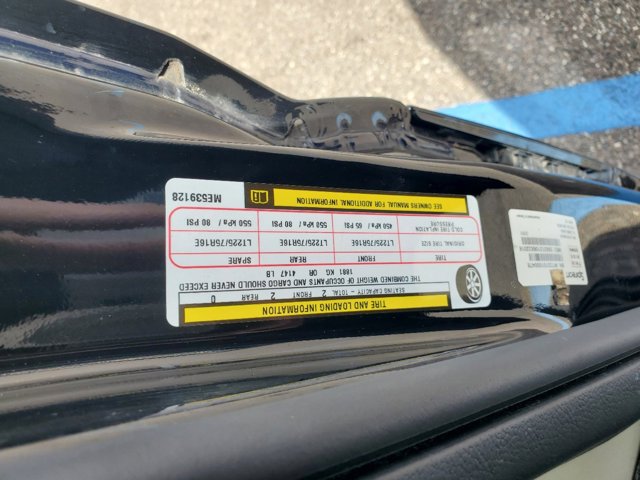 TIRE AND LOADING INFORMATION
SEATING CAPACITY - TOTAL 2 FRONT 2 REAR 0
THE COMBINED WEIGHT OF OCCUPANTS AND CARGO SHOULD NEVER EXCEED
1881 KG OR 4147 LB
TIRE FRONT REAR SPARE
ORIGINAL TIRE SIZE LT225/75R16E LT225/75R16E LT225/75R16E
COLD TIRE INFLATION PRESSURE 450 kPa / 65 PSI 550 kPa / 80 PSI 550 kPa / 80 PSI
SEE OWNERS MANUAL FOR ADDITIONAL INFORMATION
ME539128